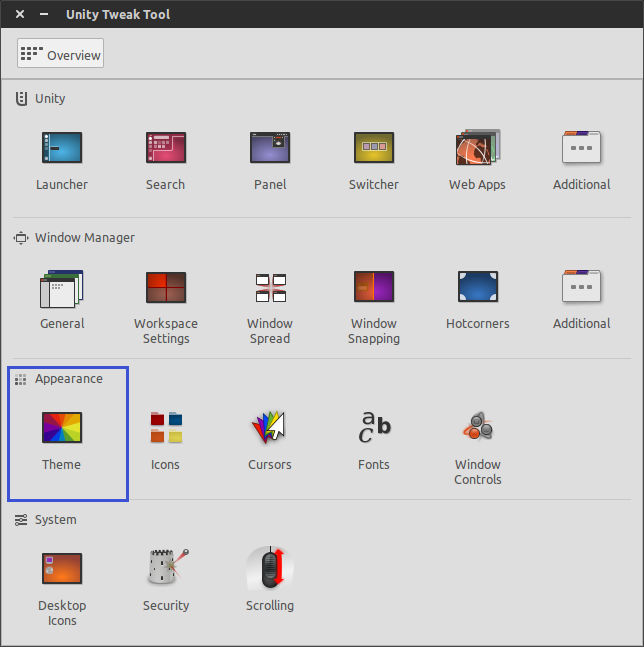 Unity Tweak Tool
Overview
Unity
Launcher
Search
Panel
Switcher
Web Apps
Additional
Window Manager
General
Workspace
Settings
Window
Spread
Window
Snapping
Hotcorners
Additional
Appearance
Theme
Icons
Cursors
a
b
c
Fonts
Window
Controls
System
Desktop
Icons
Security
Scrolling